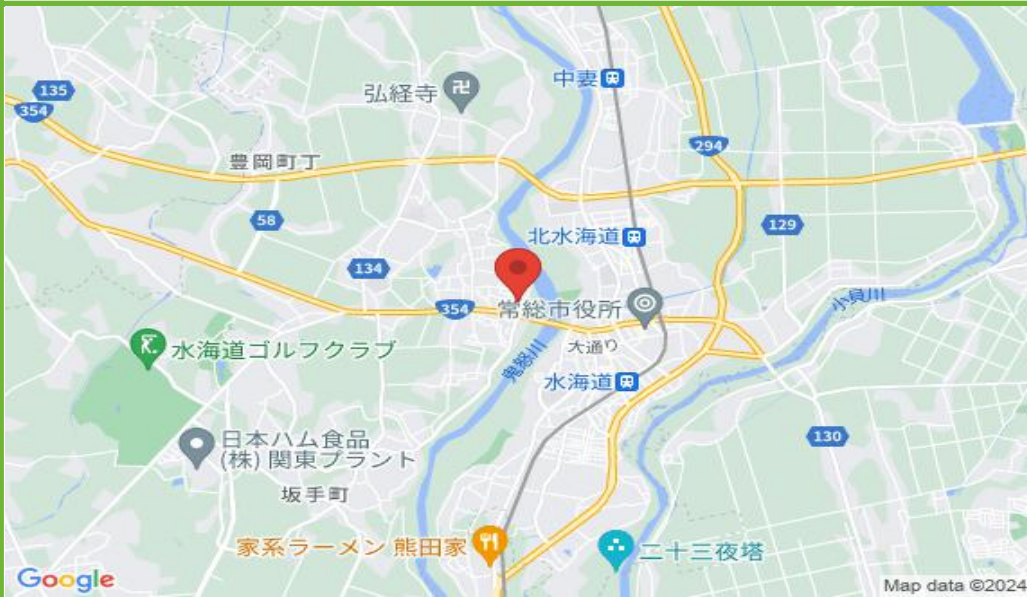 中妻
135
弘経寺
354
294
豊岡町丁
58
129
北水海道
134
小貝川
354
常総市役所
大通り
水海道ゴルフクラブ
鬼怒川
水海道
日本ハム食品
(株) 関東プラント
130
坂手町
家系ラーメン 熊田家
二十三夜塔
Google
Map data ©2024